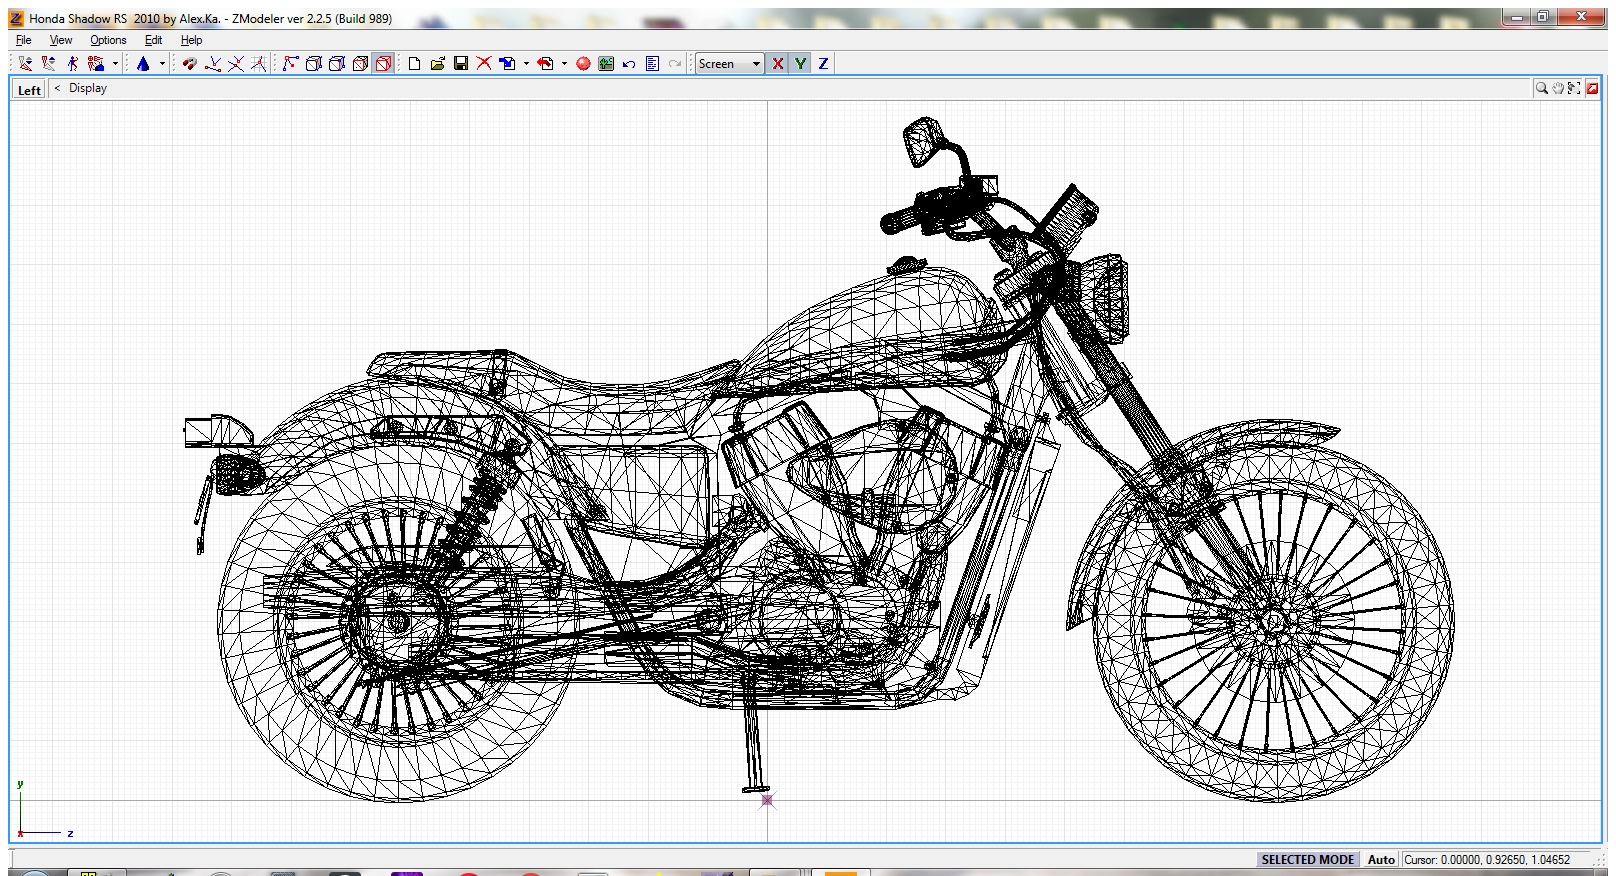 Honda Shadow RS  2010 by Alex.Ka. - ZModeler ver 2.2.5 (Build 989)
File View Options Edit Help
Screen X Y Z
Left < Display
y
x z
SELECTED MODE Auto Cursor: 0.00000, 0.92650, 1.04652